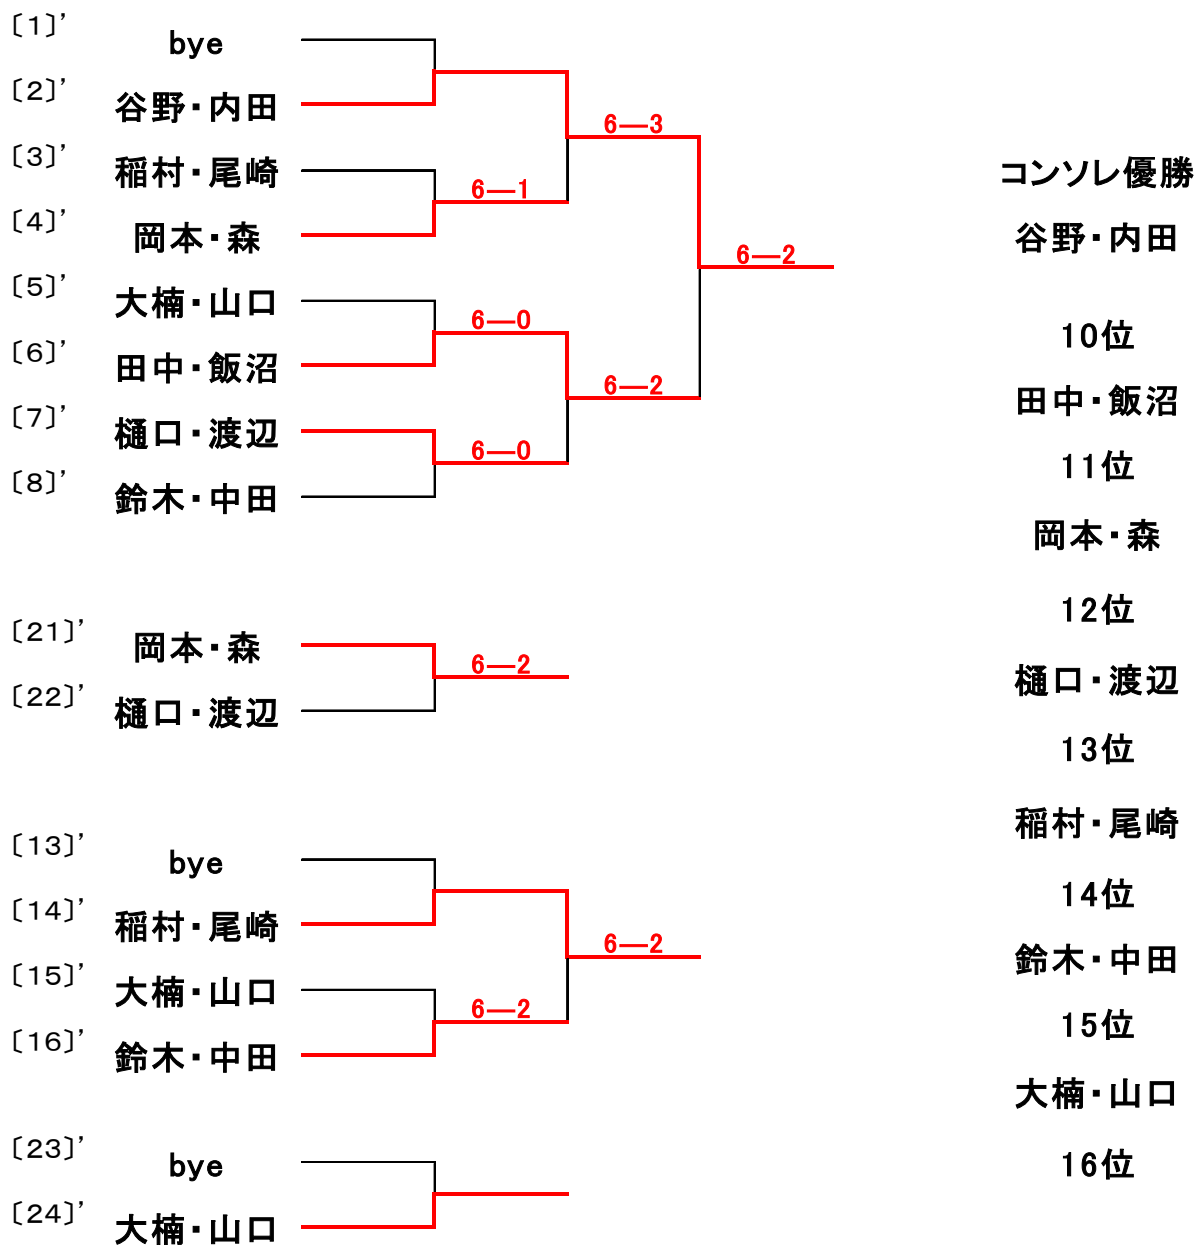 〔1〕’ bye
〔2〕’ 谷野・内田
6―3
〔3〕’ 稲村・尾崎
コンソレ優勝
6―1
〔4〕’ 岡本・森
谷野・内田
6―2
〔5〕’ 大楠・山口
6―0
10位
〔6〕’ 田中・飯沼
6―2
田中・飯沼
〔7〕’ 樋口・渡辺
6―0
11位
〔8〕’ 鈴木・中田
岡本・森
12位
〔21〕’ 岡本・森
6―2
樋口・渡辺
〔22〕’ 樋口・渡辺
13位
稲村・尾崎
〔13〕’ bye
14位
〔14〕’ 稲村・尾崎
6―2
鈴木・中田
〔15〕’ 大楠・山口
6―2
15位
〔16〕’ 鈴木・中田
大楠・山口
〔23〕’ bye
16位
〔24〕’ 大楠・山口